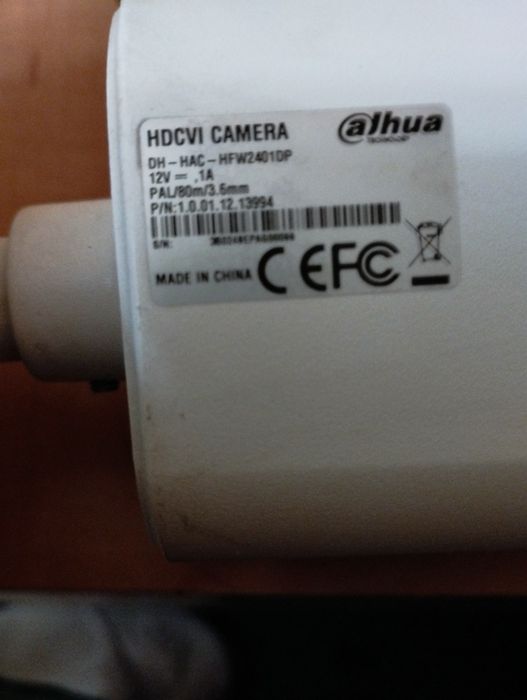 HDCVI CAMERA
alhua
TECHNOLOGY
DH-HAC-HFW2401DP
12V ⎓ .1A
PAL/80m/3.6mm
P/N:1.0.01.12.13994
S/N:
MADE IN CHINA CE FC